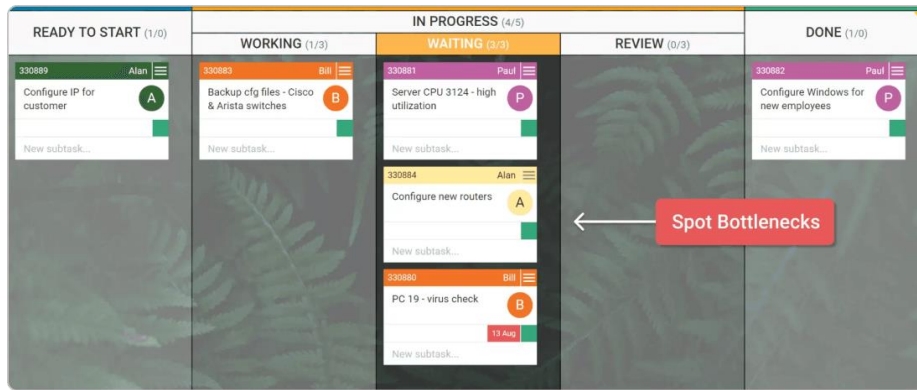 READY TO START (1/0)
IN PROGRESS (4/5)
DONE (1/0)
WORKING (1/3)
WAITING (3/3)
REVIEW (0/3)
330889 Alan
Configure IP for
customer
A
New subtask...
330883 Bill
Backup cfg files - Cisco
& Arista switches
B
New subtask...
330881 Paul
Server CPU 3124 - high
utilization
P
New subtask...
330884 Alan
Configure new routers
A
New subtask...
330880 Bill
PC 19 - virus check
B
13 Aug
New subtask...
Spot Bottlenecks
330882 Paul
Configure Windows for
new employees
P
New subtask...